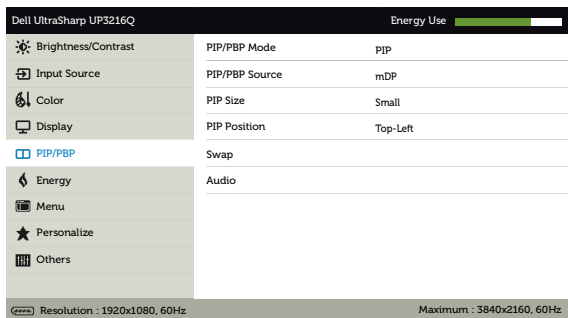 Dell UltraSharp UP3216Q Energy Use
Brightness/Contrast PIP/PBP Mode PIP
Input Source PIP/PBP Source mDP
Color PIP Size Small
Display PIP Position Top-Left
PIP/PBP Swap
Energy Audio
Menu
Personalize
Others
Resolution : 1920x1080, 60Hz Maximum : 3840x2160, 60Hz